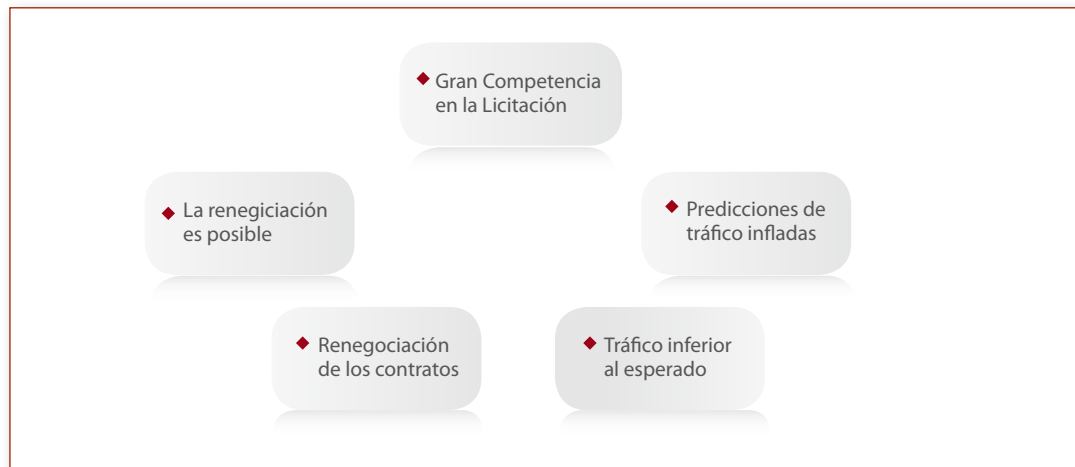 Gran Competencia
en la Licitación
La renegiciación
es posible
Predicciones de
tráfico infladas
Renegociación
de los contratos
Tráfico inferior
al esperado